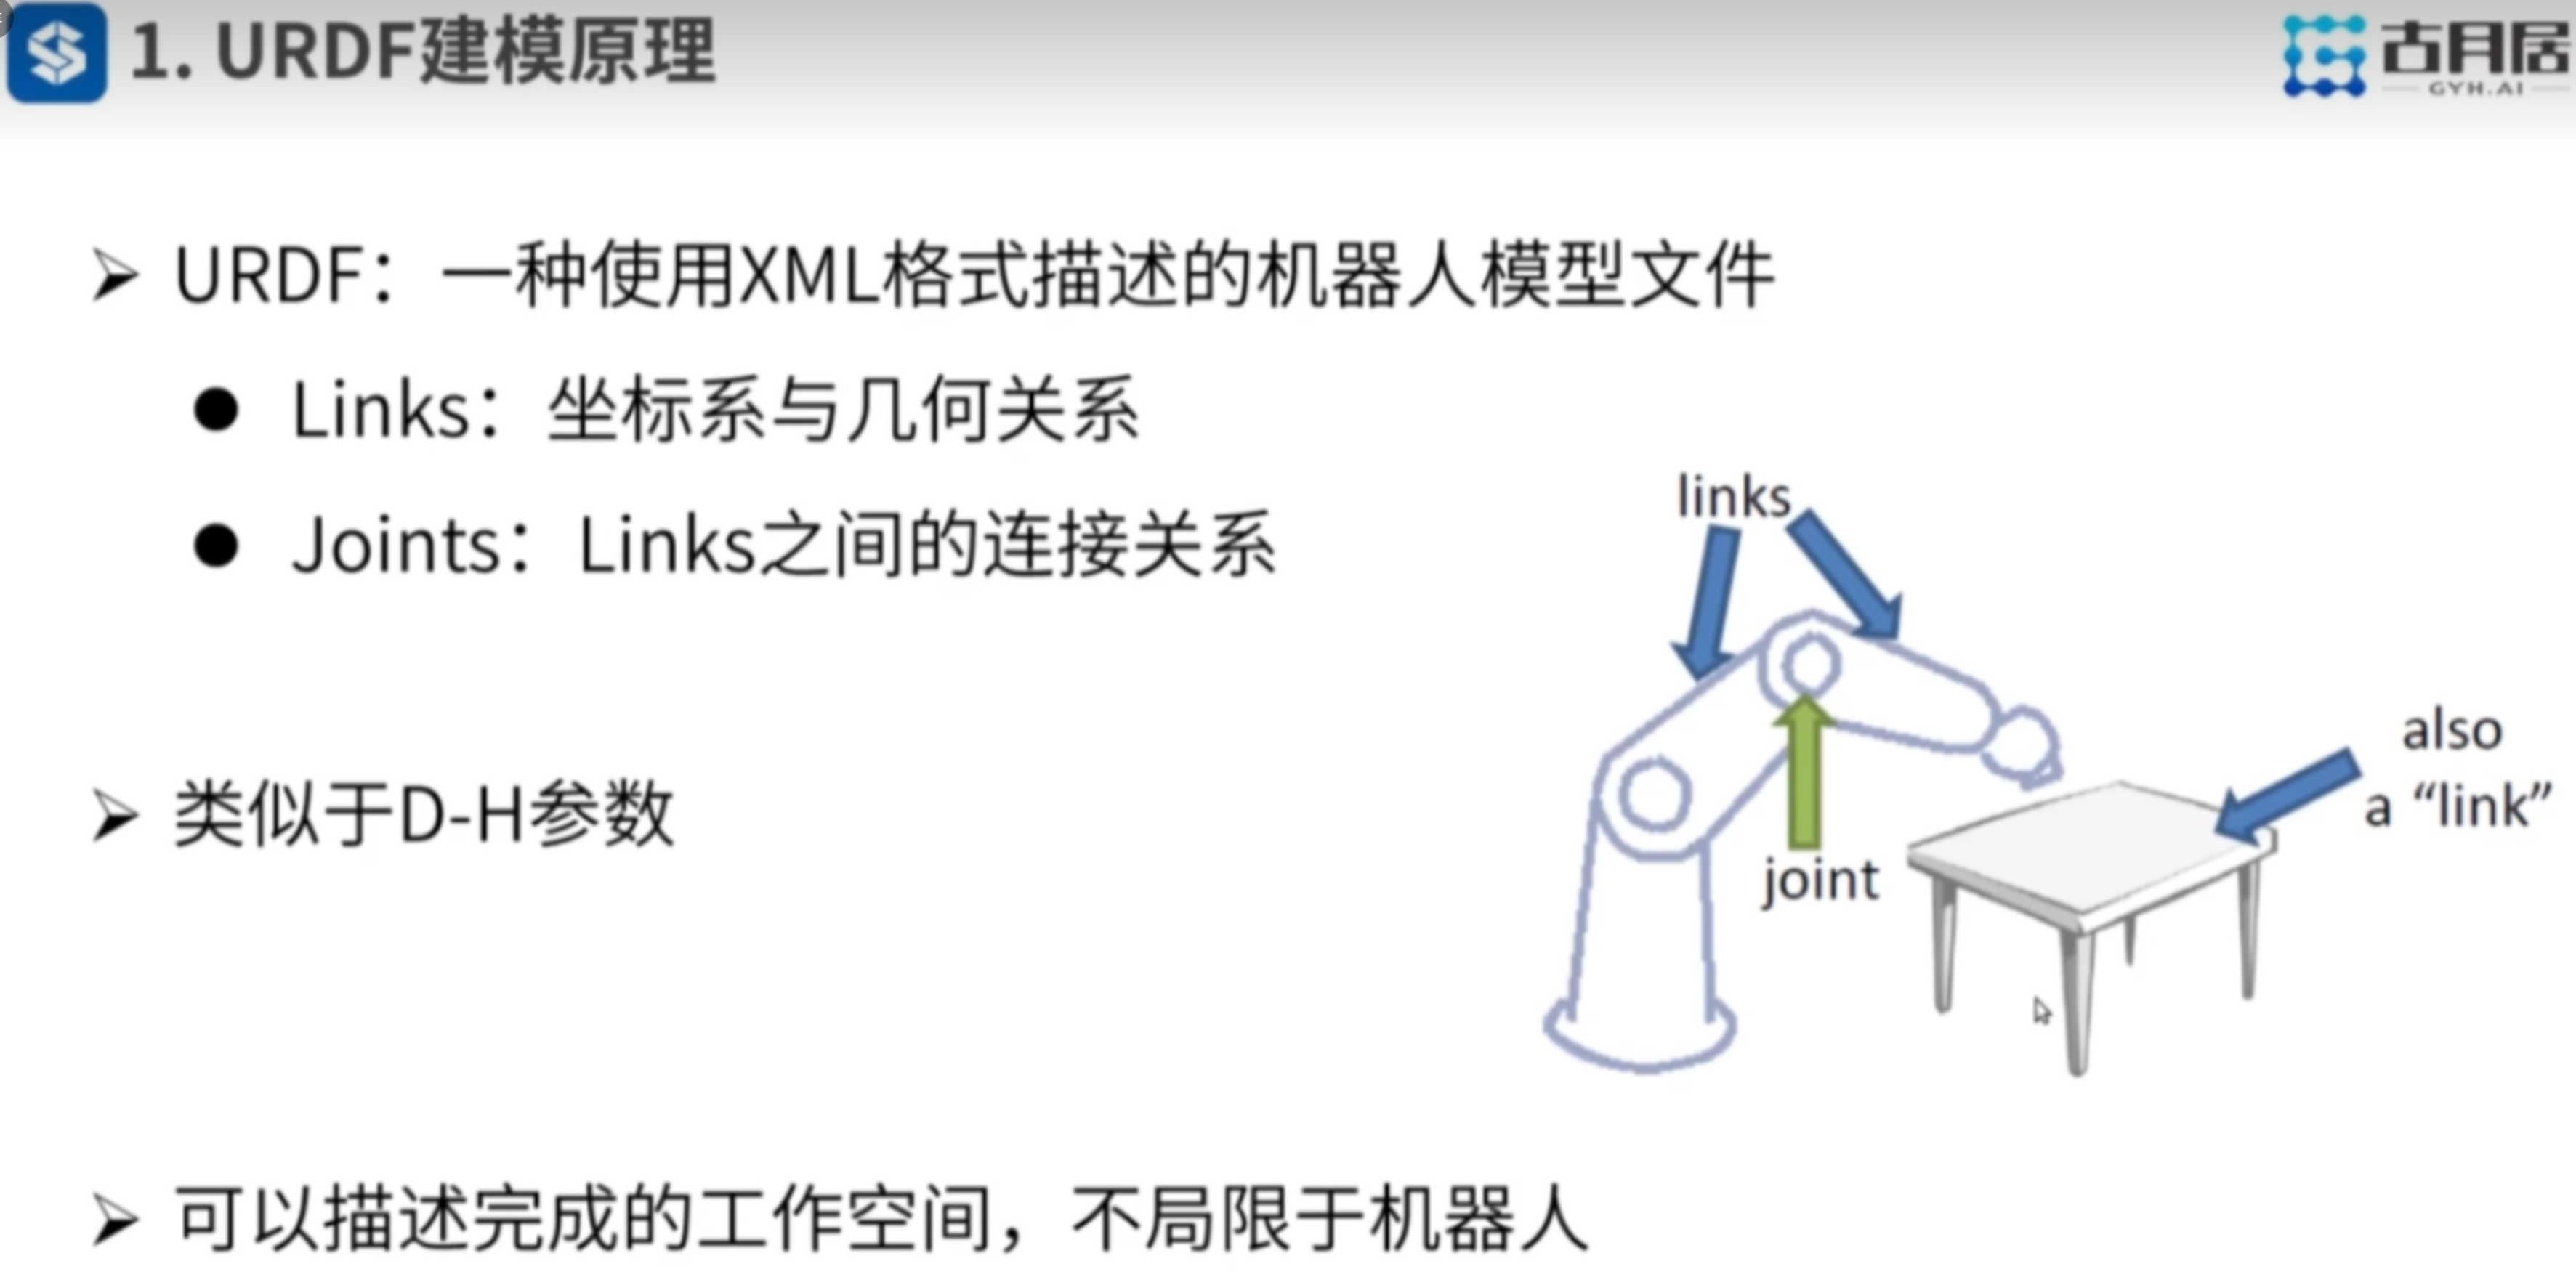 1. URDF建模原理
古月居
GYH.AI
URDF：一种使用XML格式描述的机器人模型文件
Links：坐标系与几何关系
Joints：Links之间的连接关系
links
joint
also
a “link”
类似于D-H参数
可以描述完成的工作空间，不局限于机器人